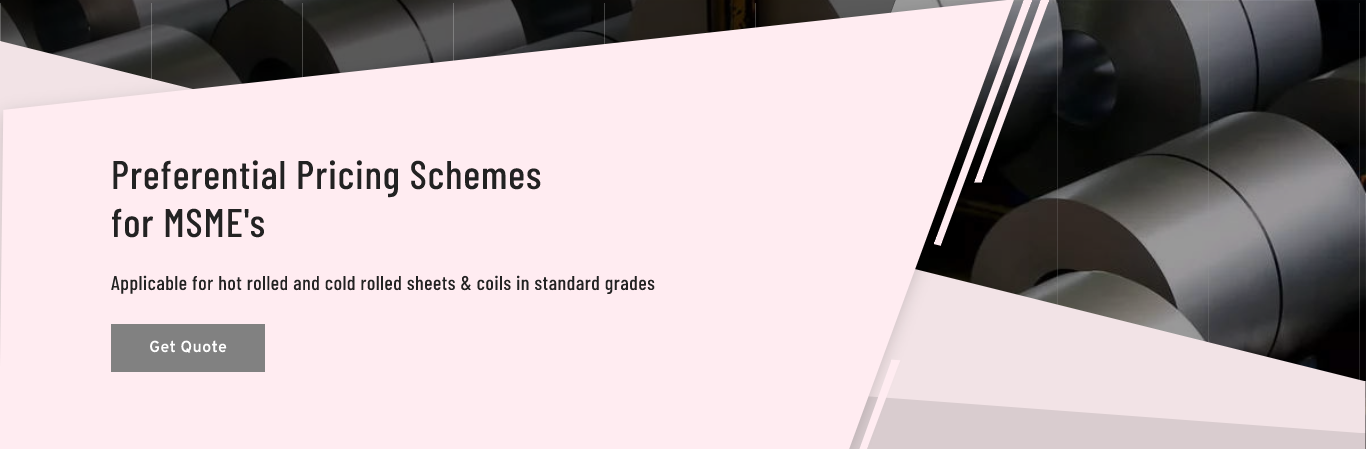 Preferential Pricing Schemes
for MSME's
Applicable for hot rolled and cold rolled sheets & coils in standard grades
Get Quote